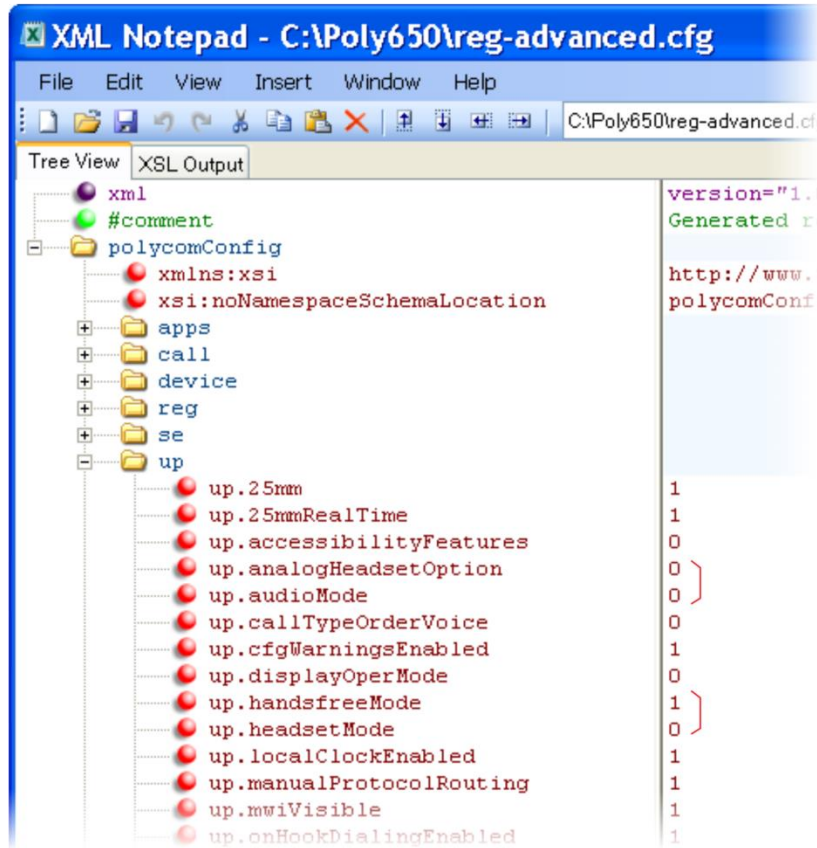 XML Notepad - C:\Poly650\reg-advanced.cfg
File Edit View Insert Window Help
C:\Poly650\reg-advanced.cf
Tree View XSL Output
xml version="1.
#comment Generated r
polycomConfig
xmlns:xsi http://www.
xsi:noNamespaceSchemaLocation polycomConf
apps
call
device
reg
se
up
up.25mm 1
up.25mmRealTime 1
up.accessibilityFeatures 0
up.analogHeadsetOption 0
up.audioMode 0
up.callTypeOrderVoice 0
up.cfgWarningsEnabled 1
up.displayOperMode 0
up.handsfreeMode 1
up.headsetMode 0
up.localClockEnabled 1
up.manualProtocolRouting 1
up.mwiVisible 1
up.onHookDialingEnabled 1